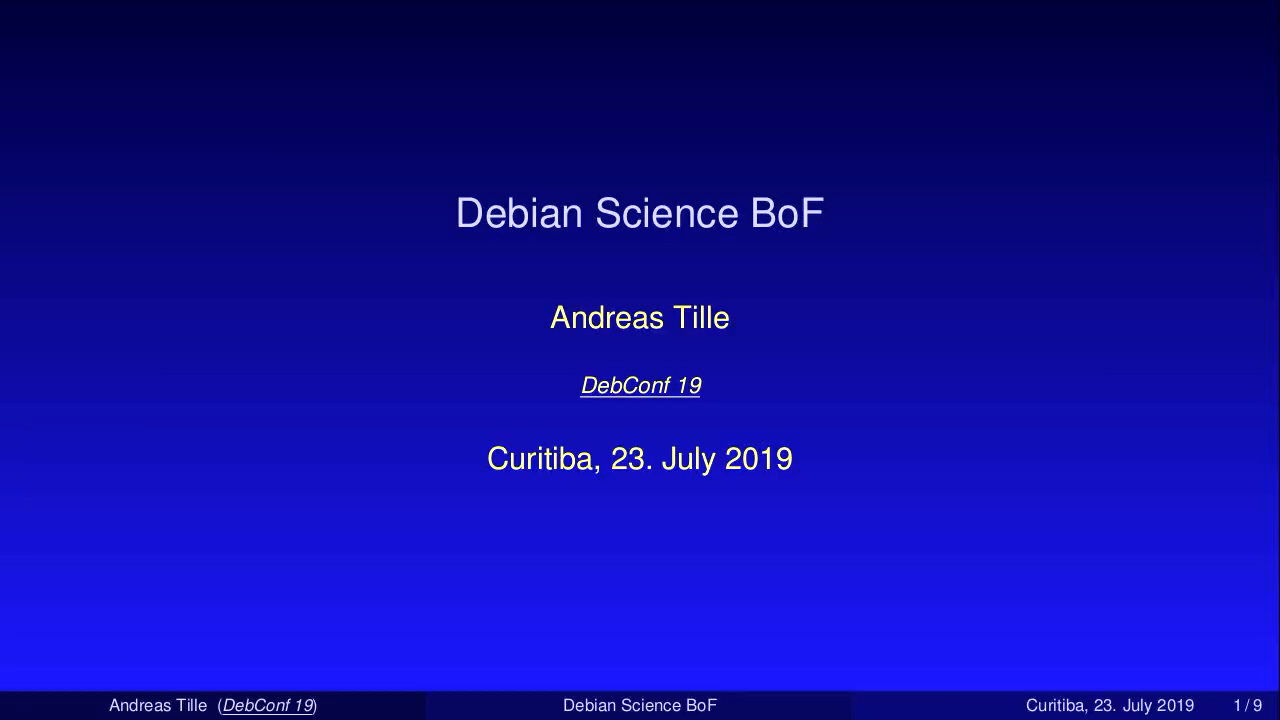 Debian Science BoF
Andreas Tille
DebConf 19
Curitiba, 23. July 2019
Andreas Tille (DebConf 19) Debian Science BoF Curitiba, 23. July 2019 1 / 9